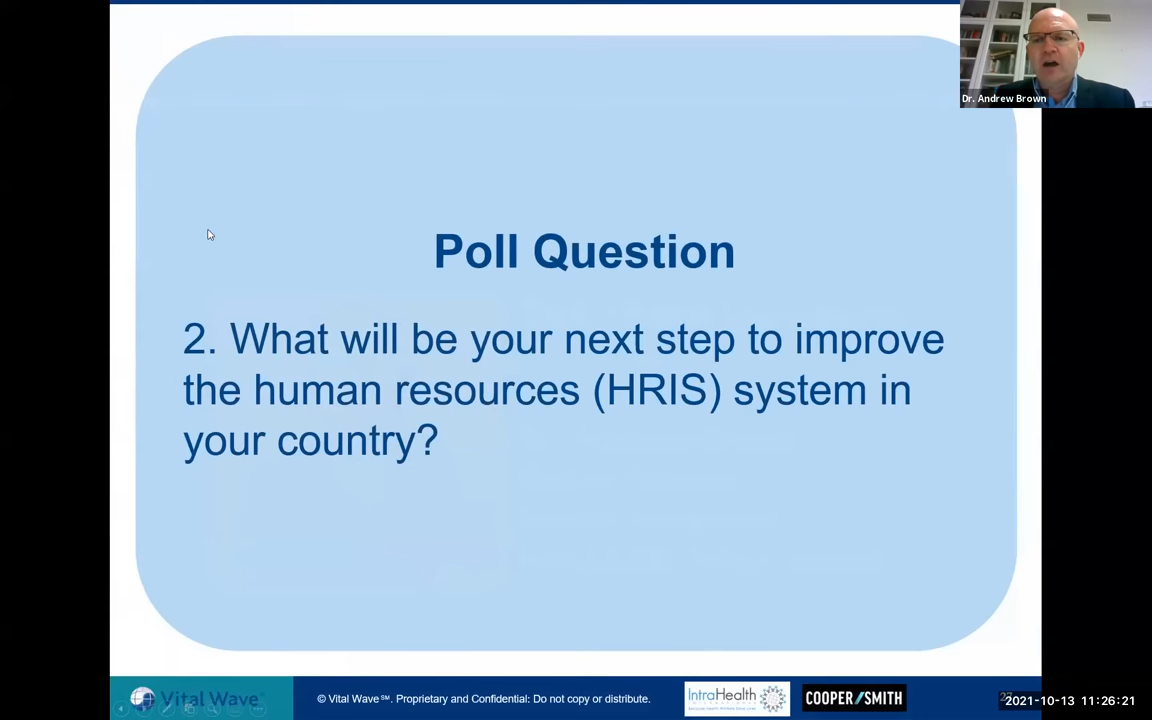 Dr. Andrew Brown
Poll Question
2. What will be your next step to improve
the human resources (HRIS) system in
your country?
Vital Wave
© Vital Wave℠. Proprietary and Confidential: Do not copy or distribute.
IntraHealth
COOPER/SMITH
2021-10-13 11:26:21